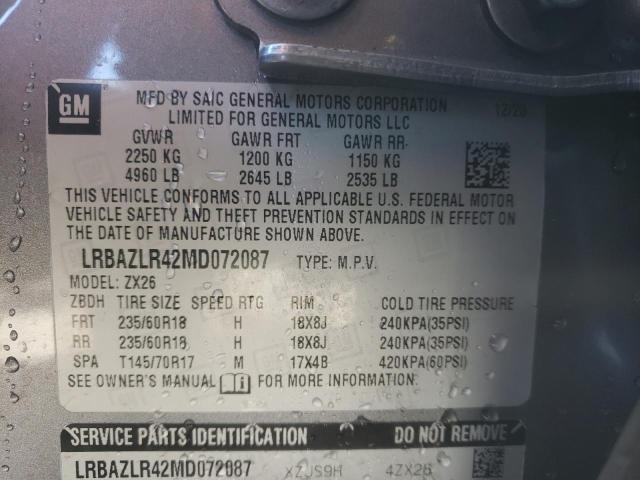 GM
MFD BY SAIC GENERAL MOTORS CORPORATION 12/20
LIMITED FOR GENERAL MOTORS LLC
GVWR GAWR FRT GAWR RR
2250 KG 1200 KG 1150 KG
4960 LB 2645 LB 2535 LB
THIS VEHICLE CONFORMS TO ALL APPLICABLE U.S. FEDERAL MOTOR
VEHICLE SAFETY AND THEFT PREVENTION STANDARDS IN EFFECT ON
THE DATE OF MANUFACTURE SHOWN ABOVE.
LRBAZLR42MD072087 TYPE: M.P.V.
MODEL: ZX26
ZBDH TIRE SIZE SPEED RTG RIM COLD TIRE PRESSURE
FRT 235/60R18 H 18X8J 240KPA(35PSI)
RR 235/60R18 H 18X8J 240KPA(35PSI)
SPA T145/70R17 M 17X4B 420KPA(60PSI)
SEE OWNER'S MANUAL FOR MORE INFORMATION
SERVICE PARTS IDENTIFICATION DO NOT REMOVE
LRBAZLR42MD072087 XZJS9H 4ZX26